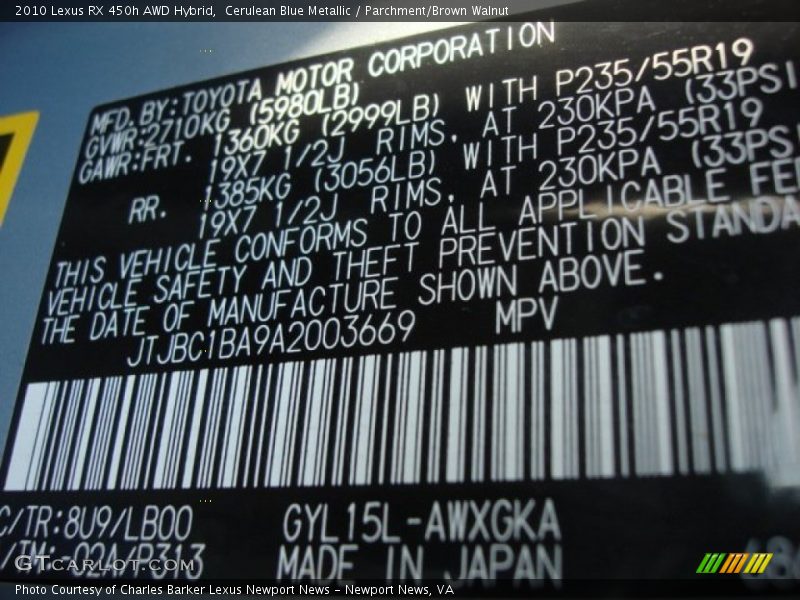 2010 Lexus RX 450h AWD Hybrid,  Cerulean Blue Metallic / Parchment/Brown Walnut
MFD.BY:TOYOTA MOTOR CORPORATION
GVWR:2710KG (5980LB)
GAWR:FRT. 1360KG (2999LB) WITH P235/55R19
19X7 1/2J RIMS, AT 230KPA (33PSI
RR. 1385KG (3056LB) WITH P235/55R19
19X7 1/2J RIMS, AT 230KPA (33PSI
THIS VEHICLE CONFORMS TO ALL APPLICABLE FE
VEHICLE SAFETY AND THEFT PREVENTION STANDA
THE DATE OF MANUFACTURE SHOWN ABOVE.
JTJBC1BA9A2003669 MPV
C/TR:8U9/LB00 GYL15L-AWXGKA
MADE IN JAPAN
GTcarlot.com
Photo Courtesy of Charles Barker Lexus Newport News – Newport News, VA